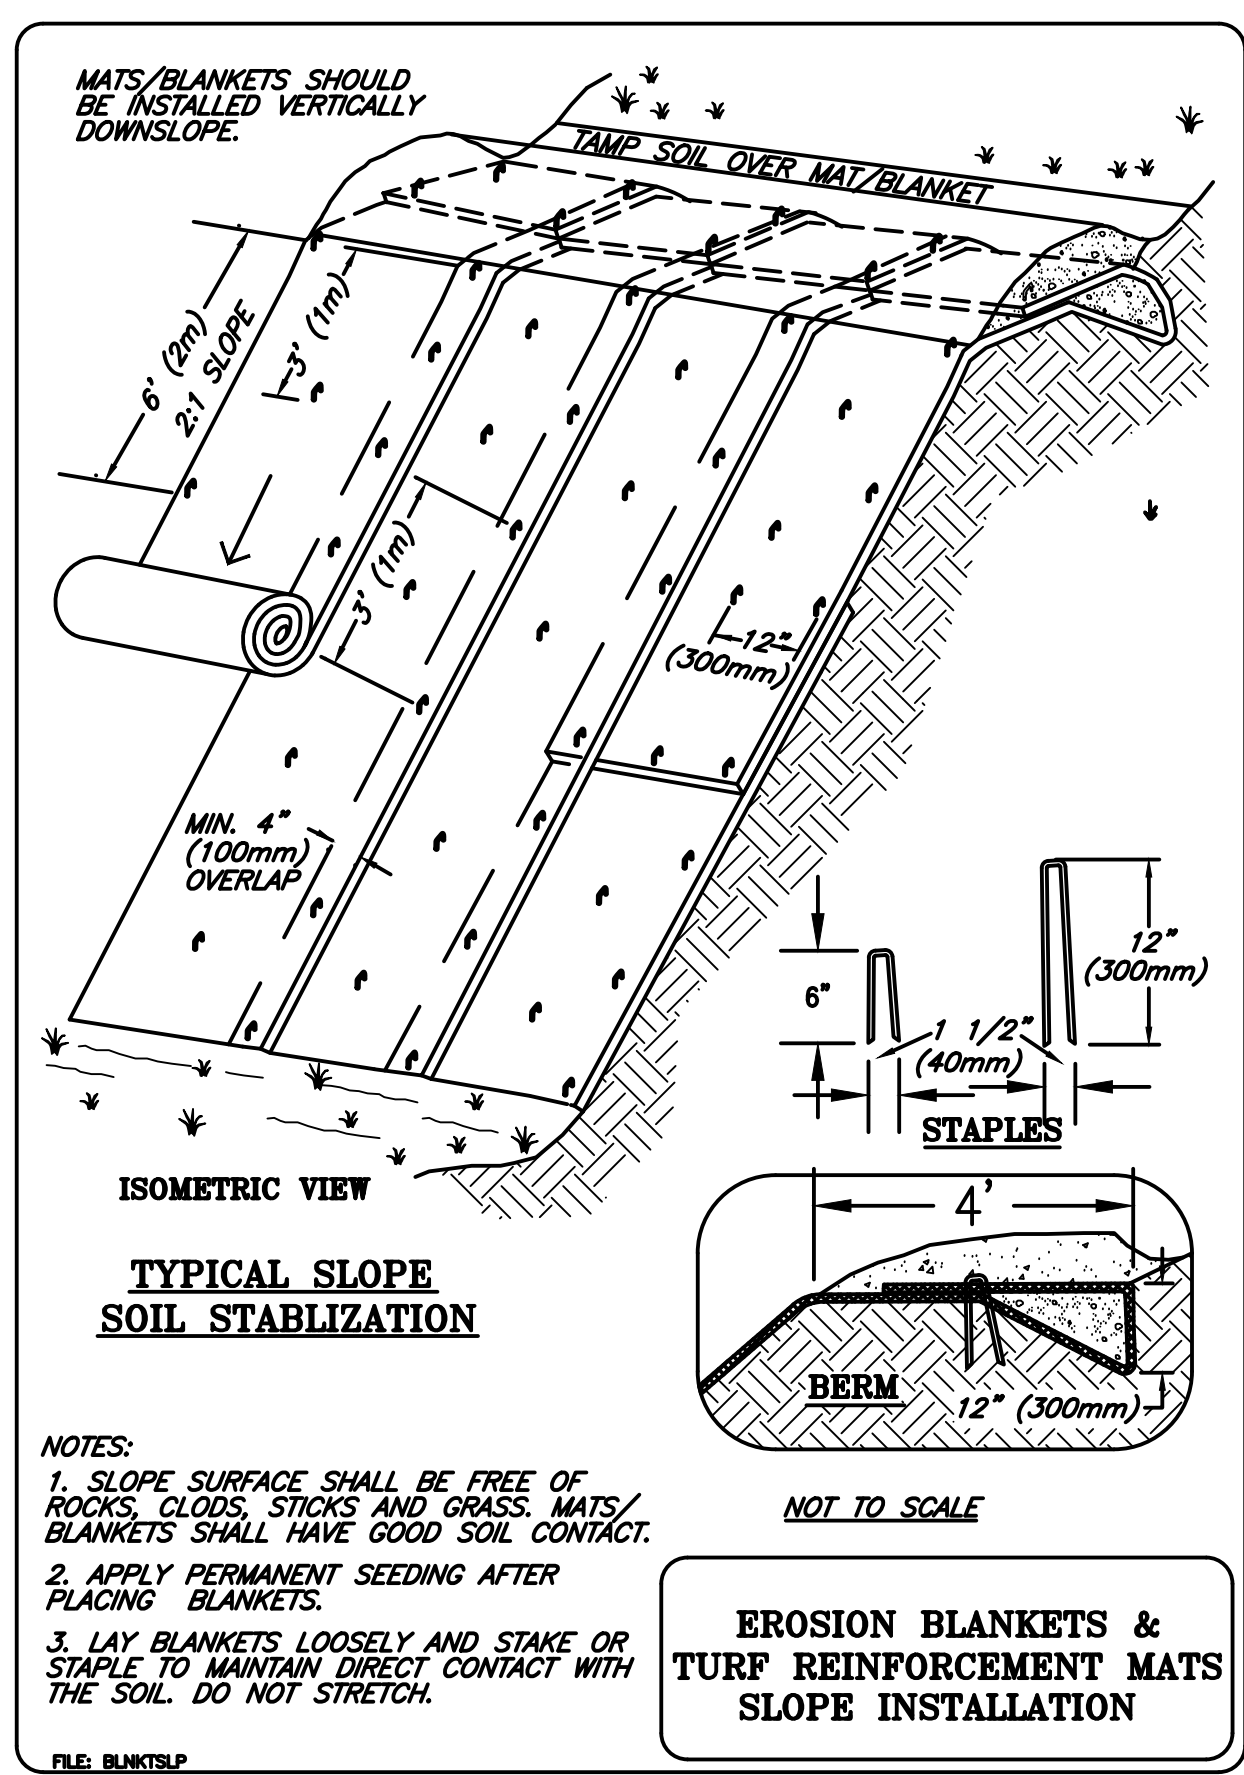 MATS/BLANKETS SHOULD
BE INSTALLED VERTICALLY
DOWNSLOPE.
TAMP SOIL OVER MAT/BLANKET
6' (2m)
2:1 SLOPE
3' (1m)
3' (1m)
12"
(300mm)
MIN. 4"
(100mm)
OVERLAP
6"
12"
(300mm)
1 1/2"
(40mm)
STAPLES
ISOMETRIC VIEW
TYPICAL SLOPE
SOIL STABLIZATION
4'
BERM
12" (300mm)
NOTES:
1. SLOPE SURFACE SHALL BE FREE OF
ROCKS, CLODS, STICKS AND GRASS. MATS/
BLANKETS SHALL HAVE GOOD SOIL CONTACT.
2. APPLY PERMANENT SEEDING AFTER
PLACING BLANKETS.
3. LAY BLANKETS LOOSELY AND STAKE OR
STAPLE TO MAINTAIN DIRECT CONTACT WITH
THE SOIL. DO NOT STRETCH.
NOT TO SCALE
EROSION BLANKETS &
TURF REINFORCEMENT MATS
SLOPE INSTALLATION
FILE: BLNKTSLP